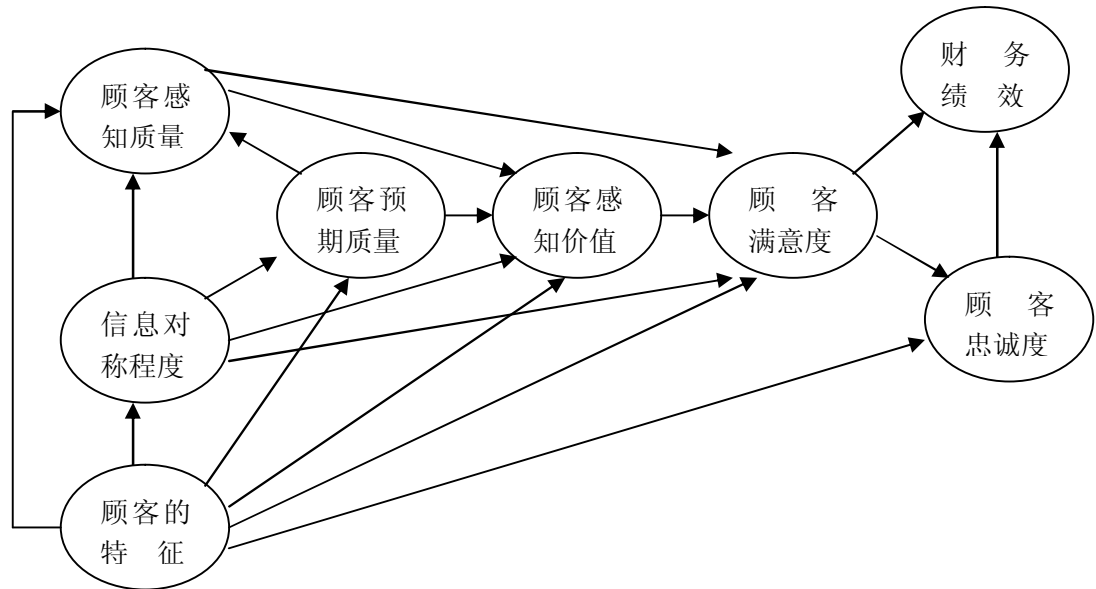 财 务
绩 效
顾客感
知质量
顾客预
期质量
顾客感
知价值
顾 客
满意度
信息对
称程度
顾 客
忠诚度
顾客的
特 征